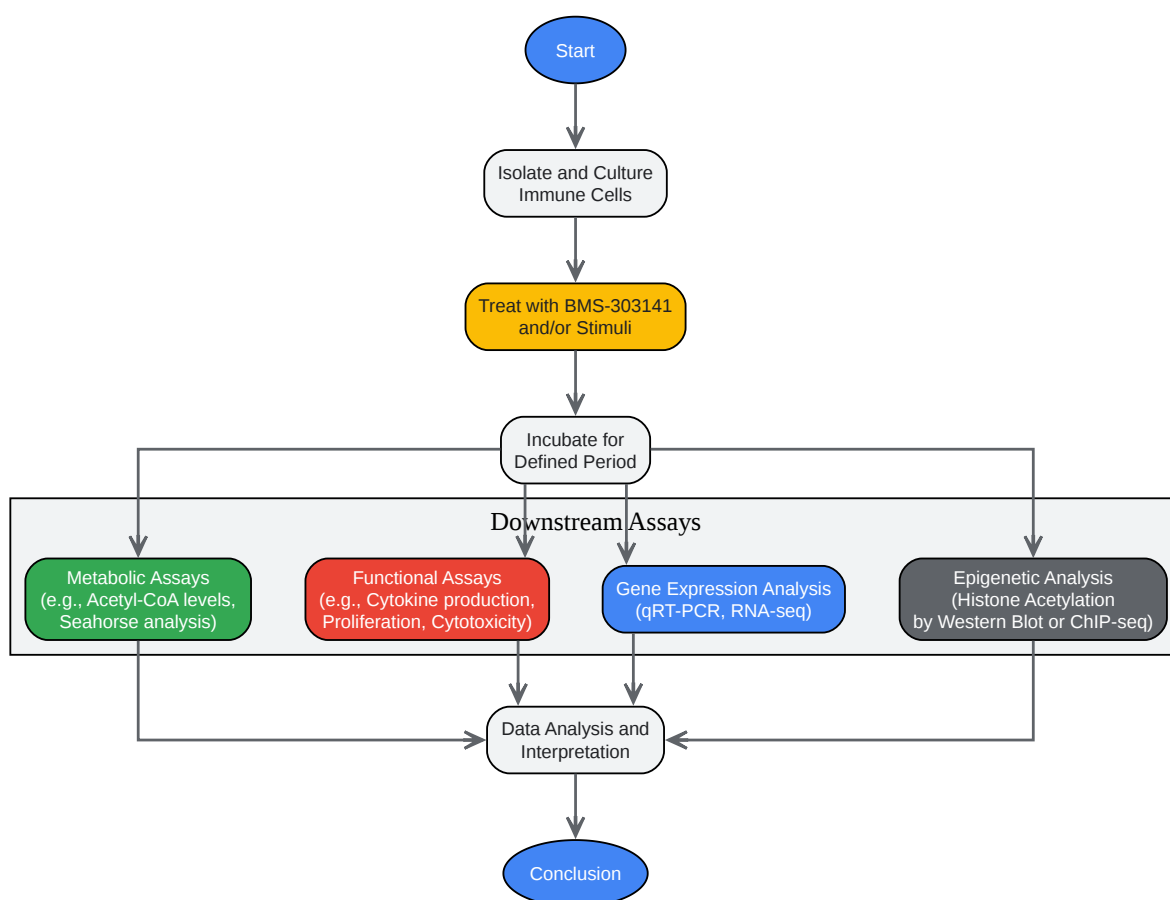 Start
Isolate and Culture
Immune Cells
Treat with BMS-303141
and/or Stimuli
Incubate for
Defined Period
Downstream Assays
Metabolic Assays
(e.g., Acetyl-CoA levels,
Seahorse analysis)
Functional Assays
(e.g., Cytokine production,
Proliferation, Cytotoxicity)
Gene Expression Analysis
(qRT-PCR, RNA-seq)
Epigenetic Analysis
(Histone Acetylation
by Western Blot or ChIP-seq)
Data Analysis and
Interpretation
Conclusion